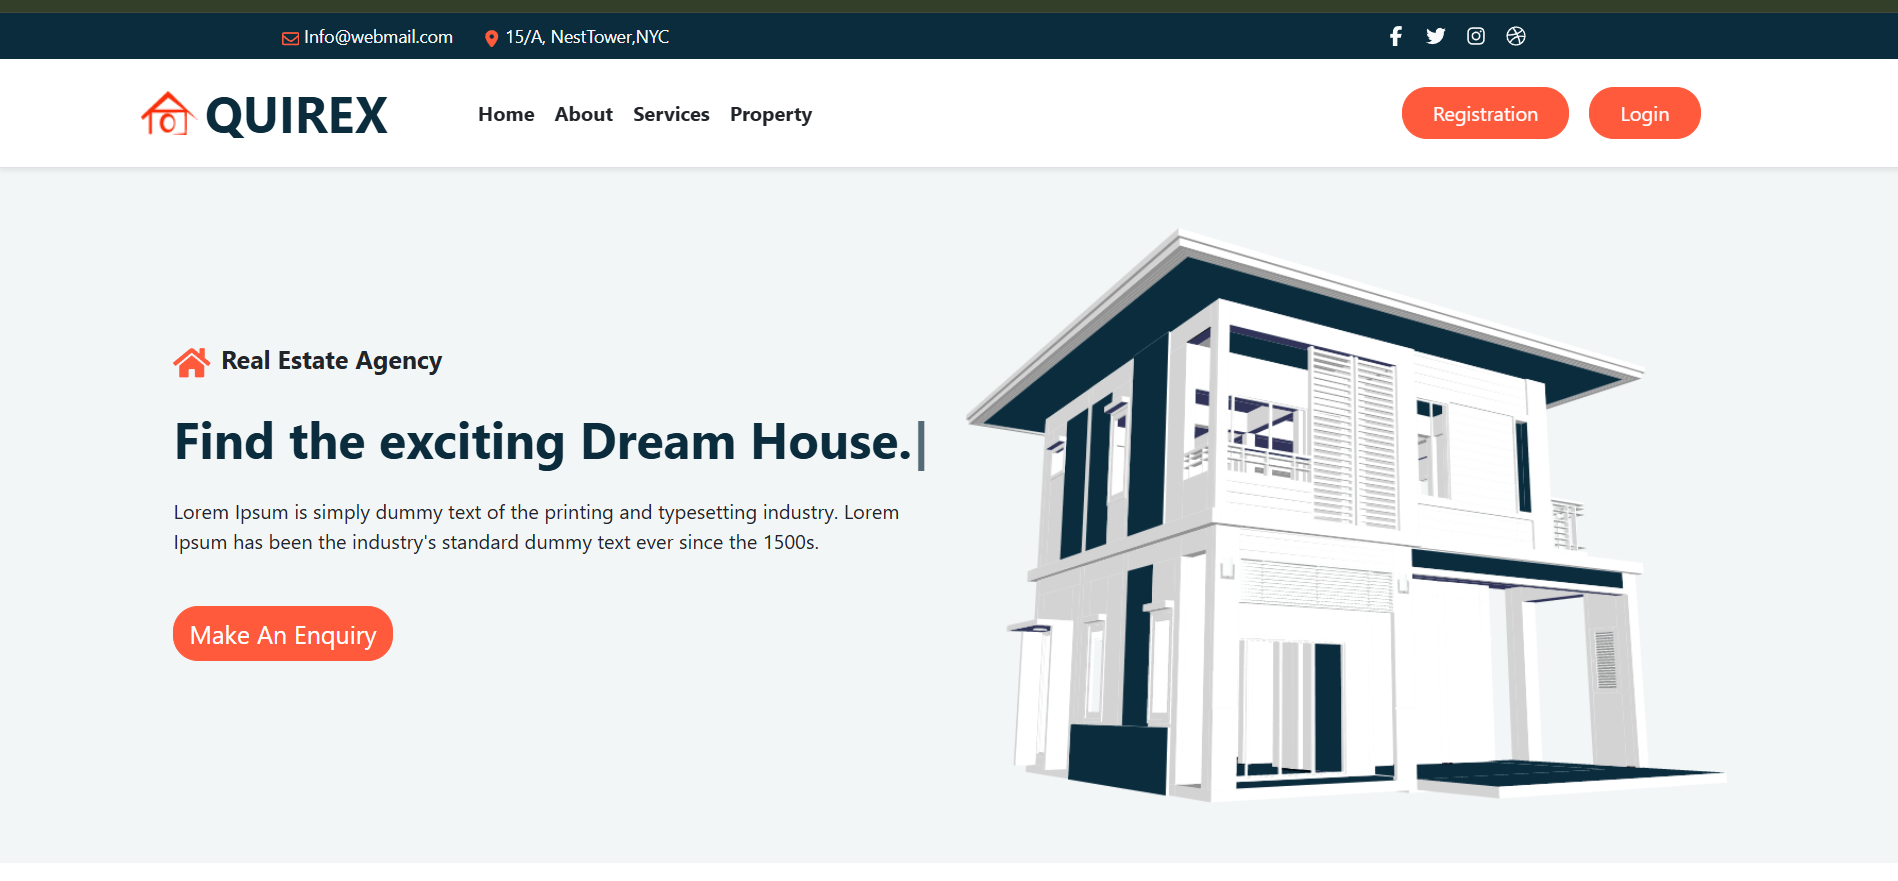 Info@webmail.com 15/A, NestTower,NYC
QUIREX Home About Services Property Registration Login
Real Estate Agency
Find the exciting Dream House.|
Lorem Ipsum is simply dummy text of the printing and typesetting industry. Lorem
Ipsum has been the industry's standard dummy text ever since the 1500s.
Make An Enquiry